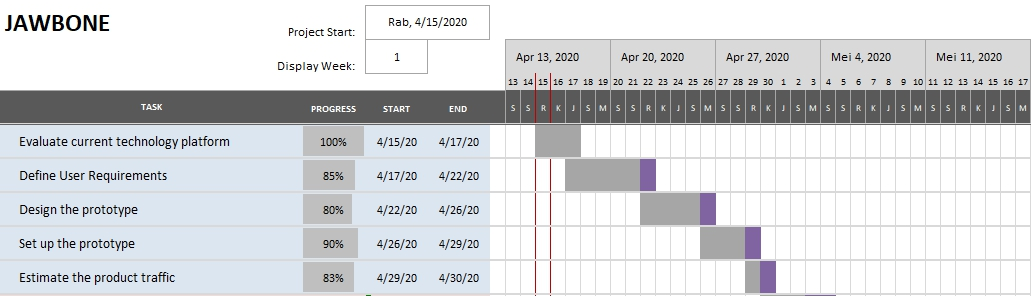 JAWBONE
Project Start: Rab, 4/15/2020
Display Week: 1
Apr 13, 2020 Apr 20, 2020 Apr 27, 2020 Mei 4, 2020 Mei 11, 2020
13 14 15 16 17 18 19 20 21 22 23 24 25 26 27 28 29 30 1 2 3 4 5 6 7 8 9 10 11 12 13 14 15 16 17
TASK PROGRESS START END S S R K J S M S S R K J S M S S R K J S M S S R K J S M S S R K J S M
Evaluate current technology platform 100% 4/15/20 4/17/20
Define User Requirements 85% 4/17/20 4/22/20
Design the prototype 80% 4/22/20 4/26/20
Set up the prototype 90% 4/26/20 4/29/20
Estimate the product traffic 83% 4/29/20 4/30/20